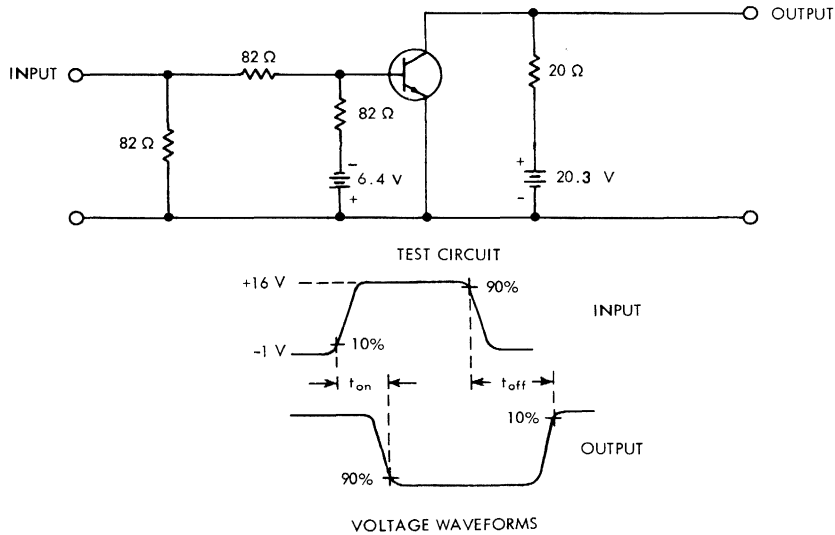 OUTPUT
82 Ω
INPUT
20 Ω
82 Ω
82 Ω
−
6.4 V
+
+
20.3 V
−
TEST CIRCUIT
+16 V
90%
INPUT
10%
−1 V
ton
toff
10%
OUTPUT
90%
VOLTAGE WAVEFORMS